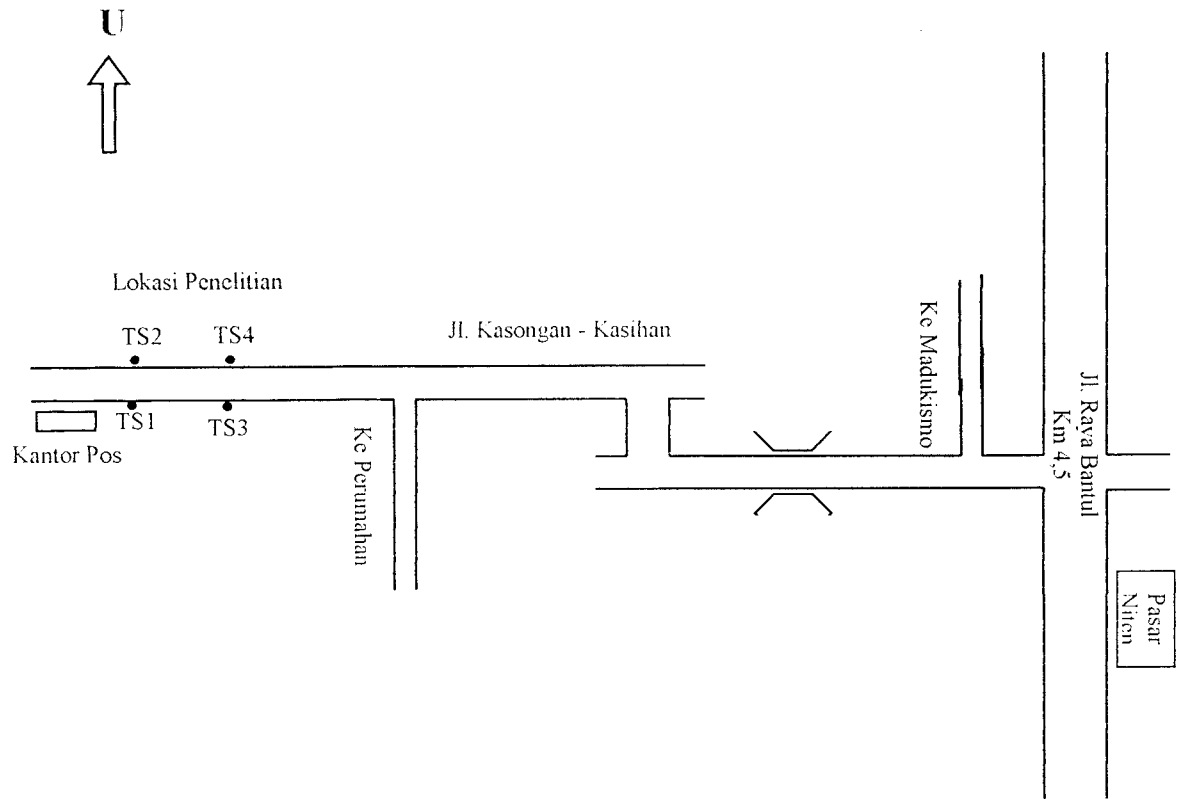 U
Lokasi Penelitian
TS2
TS4
Jl. Kasongan - Kasihan
TS1
TS3
Kantor Pos
Ke Perumahan
Ke Madukismo
Jl. Raya Bantul
Km 4,5
Pasar
Niten